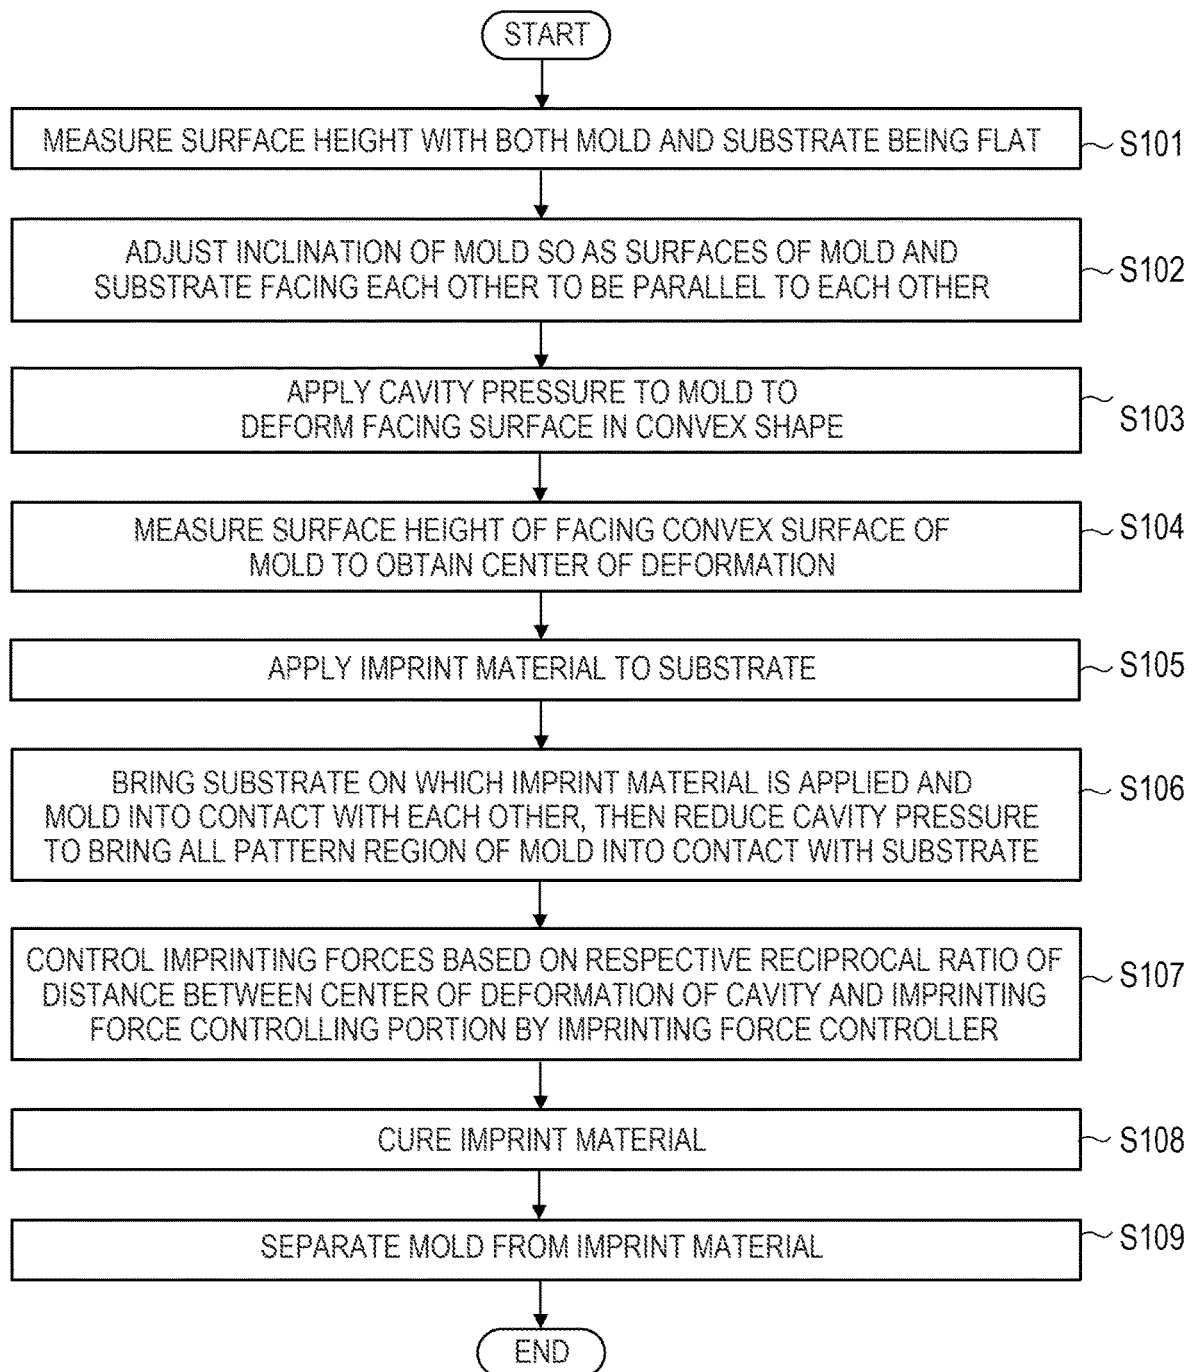 START
MEASURE SURFACE HEIGHT WITH BOTH MOLD AND SUBSTRATE BEING FLAT
S101
ADJUST INCLINATION OF MOLD SO AS SURFACES OF MOLD AND
SUBSTRATE FACING EACH OTHER TO BE PARALLEL TO EACH OTHER
S102
APPLY CAVITY PRESSURE TO MOLD TO
DEFORM FACING SURFACE IN CONVEX SHAPE
S103
MEASURE SURFACE HEIGHT OF FACING CONVEX SURFACE OF
MOLD TO OBTAIN CENTER OF DEFORMATION
S104
APPLY IMPRINT MATERIAL TO SUBSTRATE
S105
BRING SUBSTRATE ON WHICH IMPRINT MATERIAL IS APPLIED AND
MOLD INTO CONTACT WITH EACH OTHER, THEN REDUCE CAVITY PRESSURE
TO BRING ALL PATTERN REGION OF MOLD INTO CONTACT WITH SUBSTRATE
S106
CONTROL IMPRINTING FORCES BASED ON RESPECTIVE RECIPROCAL RATIO OF
DISTANCE BETWEEN CENTER OF DEFORMATION OF CAVITY AND IMPRINTING
FORCE CONTROLLING PORTION BY IMPRINTING FORCE CONTROLLER
S107
CURE IMPRINT MATERIAL
S108
SEPARATE MOLD FROM IMPRINT MATERIAL
S109
END